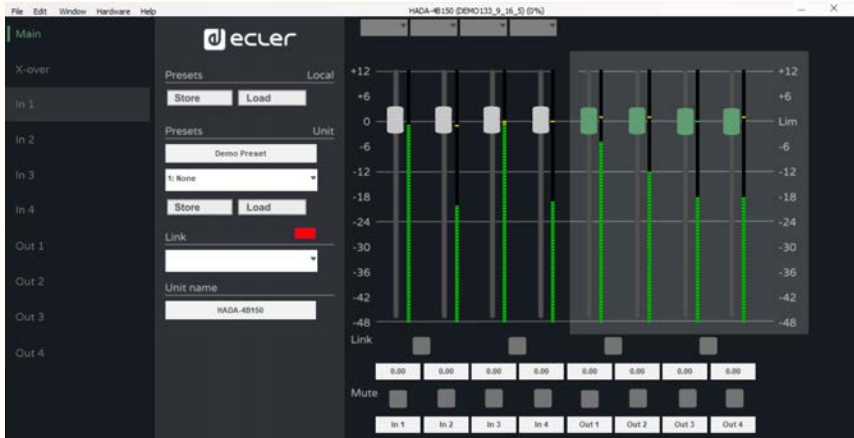 File Edit Window Hardware Help HADA-4B150 (DEMO133_9_16_5) (0%)
Main
X-over
In 1
In 2
In 3
In 4
Out 1
Out 2
Out 3
Out 4
ecler
Presets Local
Store Load
Presets Unit
Demo Preset
1: None
Store Load
Link
Unit name
HADA-4B150
+12 +12
+6 +6
0 Lim
-6 -6
-12 -12
-18 -18
-24 -24
-30 -30
-36 -36
-42 -42
-48 -48
Link
0.00 0.00 0.00 0.00 0.00 0.00 0.00 0.00
Mute
In 1 In 2 In 3 In 4 Out 1 Out 2 Out 3 Out 4